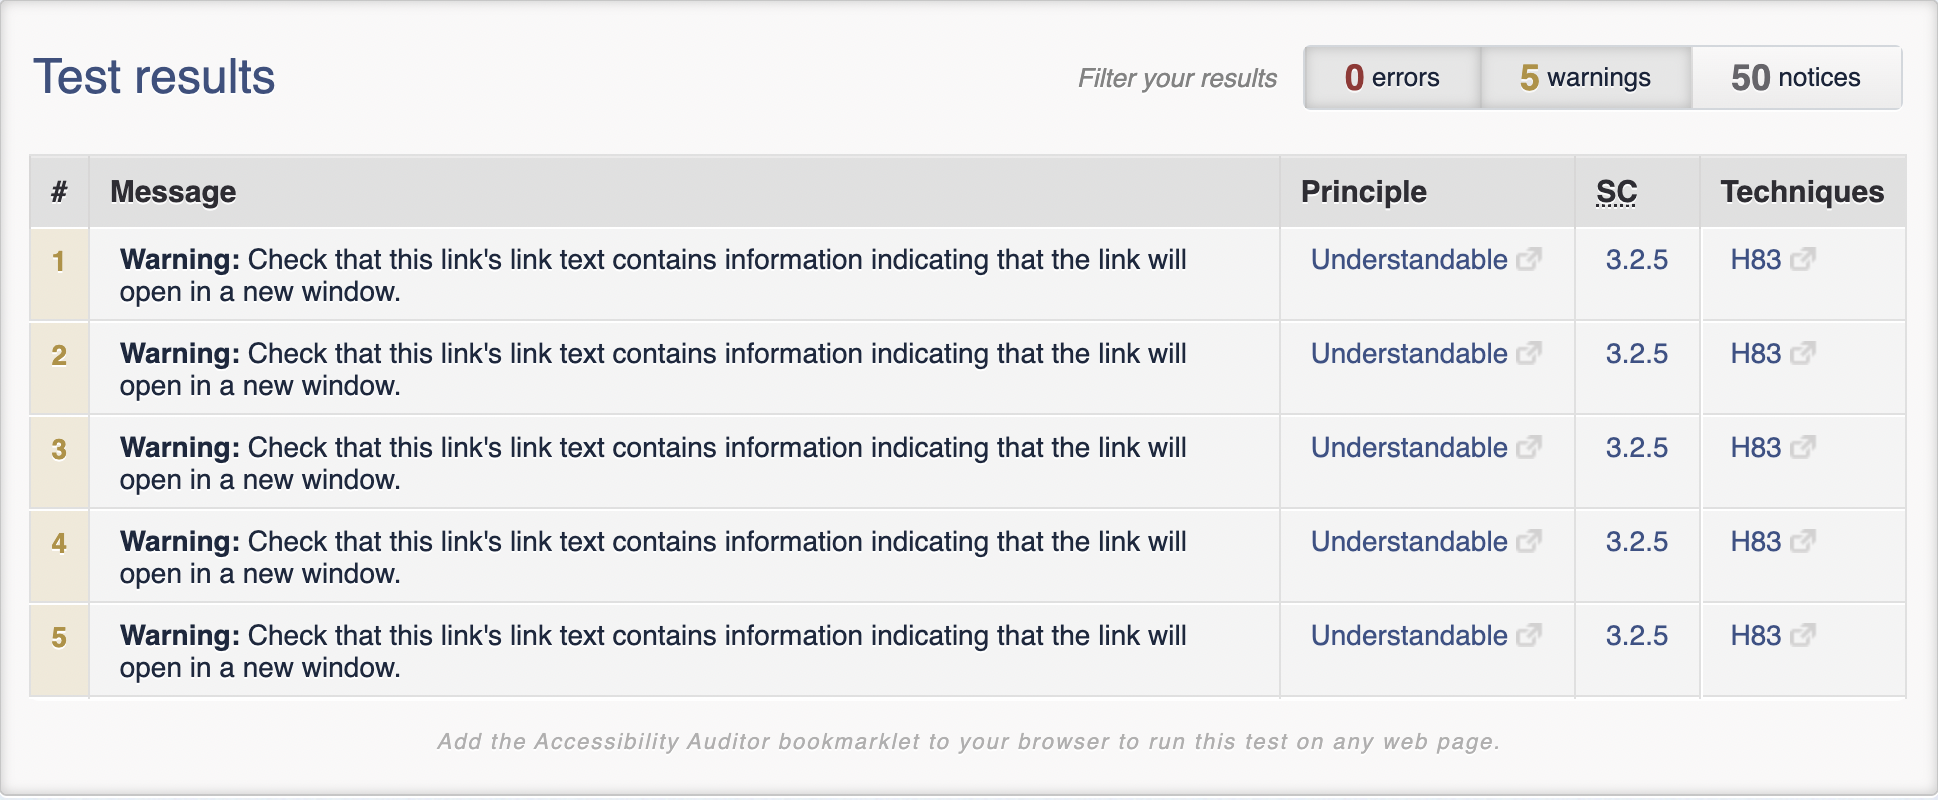 Test results
Filter your results
0 errors
5 warnings
50 notices
# Message Principle SC Techniques
1 Warning: Check that this link's link text contains information indicating that the link will Understandable 3.2.5 H83
open in a new window.
2 Warning: Check that this link's link text contains information indicating that the link will Understandable 3.2.5 H83
open in a new window.
3 Warning: Check that this link's link text contains information indicating that the link will Understandable 3.2.5 H83
open in a new window.
4 Warning: Check that this link's link text contains information indicating that the link will Understandable 3.2.5 H83
open in a new window.
5 Warning: Check that this link's link text contains information indicating that the link will Understandable 3.2.5 H83
open in a new window.
Add the Accessibility Auditor bookmarklet to your browser to run this test on any web page.